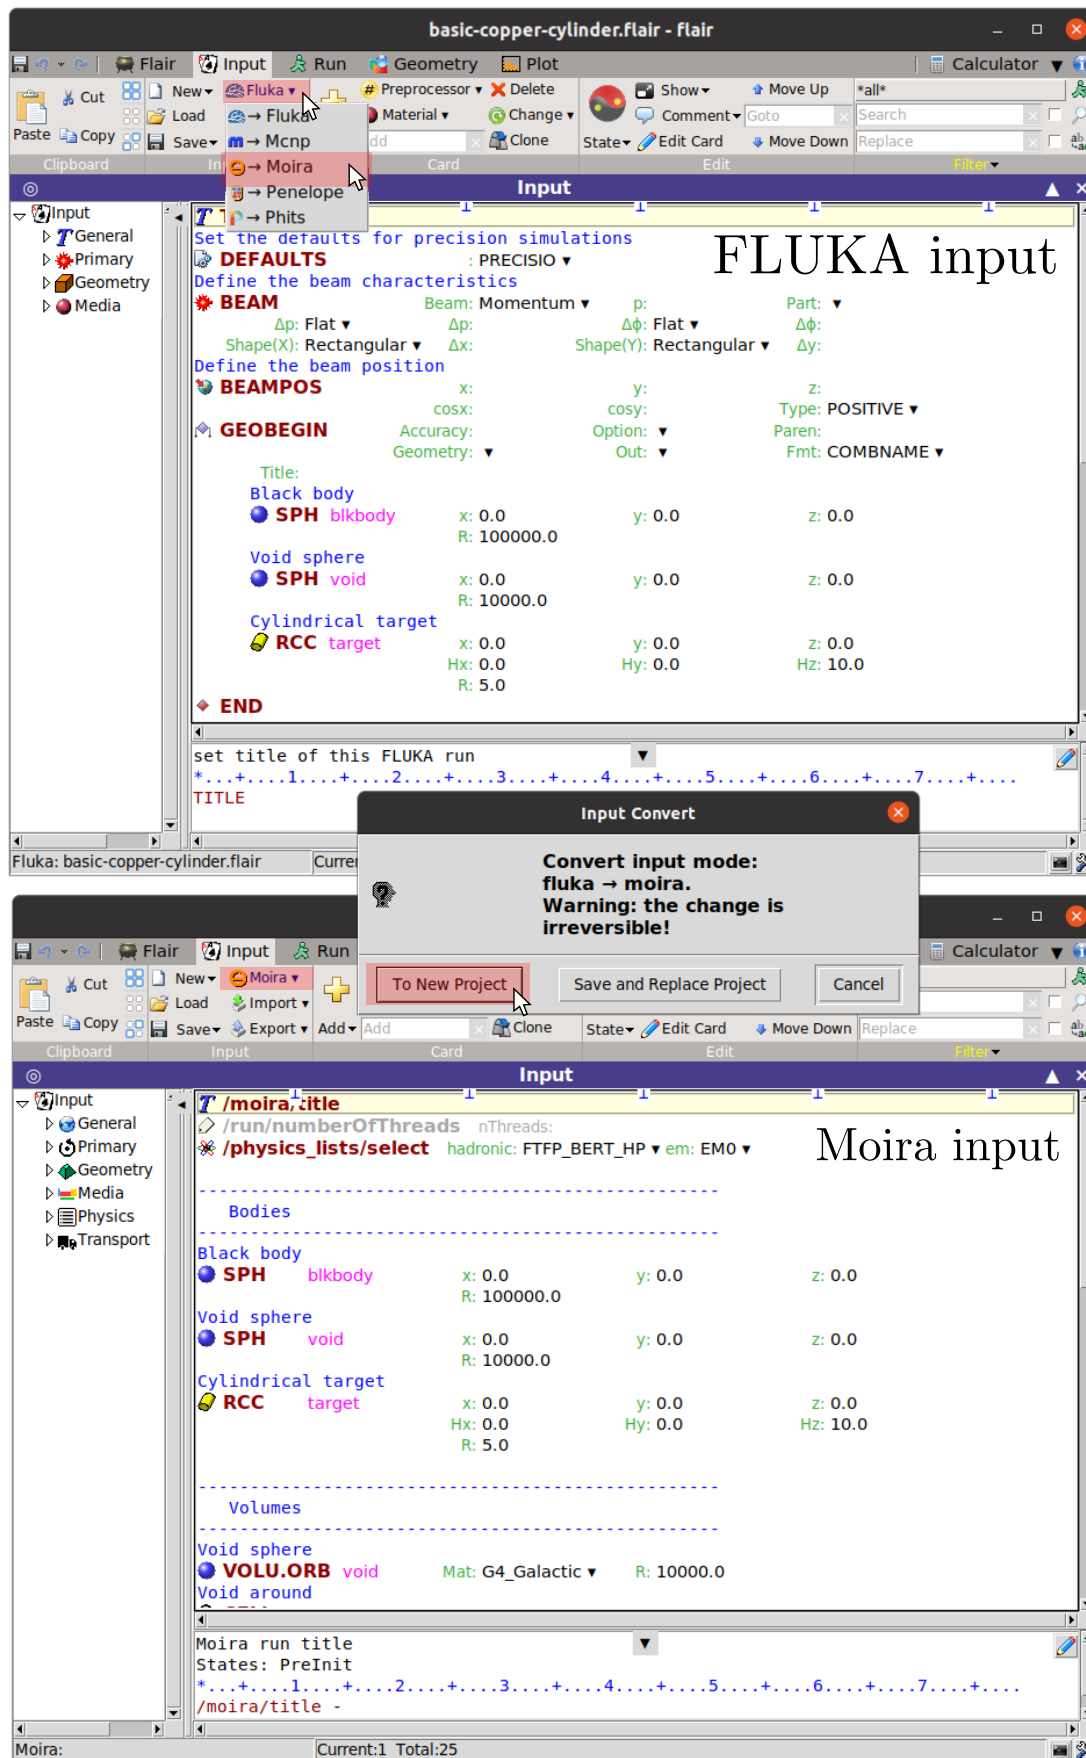 basic-copper-cylinder.flair - flair
Flair Input Run Geometry Plot Calculator
Paste Cut Copy New Load Save Fluka Preprocessor Delete Material Change Clone Show Move Up *all*
Comment Goto Search
State Edit Card Move Down Replace
Clipboard Card Edit Filter
→ Fluka
→ Mcnp
→ Moira
→ Penelope
→ Phits
Input
Input
General
Primary
Geometry
Media
FLUKA input
Set the defaults for precision simulations
DEFAULTS : PRECISIO
Define the beam characteristics
BEAM Beam: Momentum p: Part:
Δp: Flat Δp: Δϕ: Flat Δϕ:
Shape(X): Rectangular Δx: Shape(Y): Rectangular Δy:
Define the beam position
BEAMPOS x: y: z:
cosx: cosy: Type: POSITIVE
GEOBEGIN Accuracy: Option: Paren:
Geometry: Out: Fmt: COMBNAME
Title:
Black body
SPH blkbody x: 0.0 y: 0.0 z: 0.0
R: 100000.0
Void sphere
SPH void x: 0.0 y: 0.0 z: 0.0
R: 10000.0
Cylindrical target
RCC target x: 0.0 y: 0.0 z: 0.0
Hx: 0.0 Hy: 0.0 Hz: 10.0
R: 5.0
END
set title of this FLUKA run
*...+....1....+....2....+....3....+....4....+....5....+....6....+....7....+....
TITLE
Fluka: basic-copper-cylinder.flair
Input Convert
Convert input mode:
fluka → moira.
Warning: the change is
irreversible!
To New Project Save and Replace Project Cancel
Flair Input Run Calculator
Cut New Moira
Load Import
Paste Copy Save Export Add Add Clone State Edit Card Move Down Replace
Clipboard Input Card Edit Filter
Input
Input
General
Primary
Geometry
Media
Physics
Transport
/moira/title
/run/numberOfThreads nThreads:
/physics_lists/select hadronic: FTFP_BERT_HP em: EM0
Moira input
--------------------------------------------------
Bodies
--------------------------------------------------
Black body
SPH blkbody x: 0.0 y: 0.0 z: 0.0
R: 100000.0
Void sphere
SPH void x: 0.0 y: 0.0 z: 0.0
R: 10000.0
Cylindrical target
RCC target x: 0.0 y: 0.0 z: 0.0
Hx: 0.0 Hy: 0.0 Hz: 10.0
R: 5.0
--------------------------------------------------
Volumes
--------------------------------------------------
Void sphere
VOLU.ORB void Mat: G4_Galactic R: 10000.0
Void around
Moira run title
States: PreInit
*...+....1....+....2....+....3....+....4....+....5....+....6....+....7....+....
/moira/title -
Moira: Current:1 Total:25